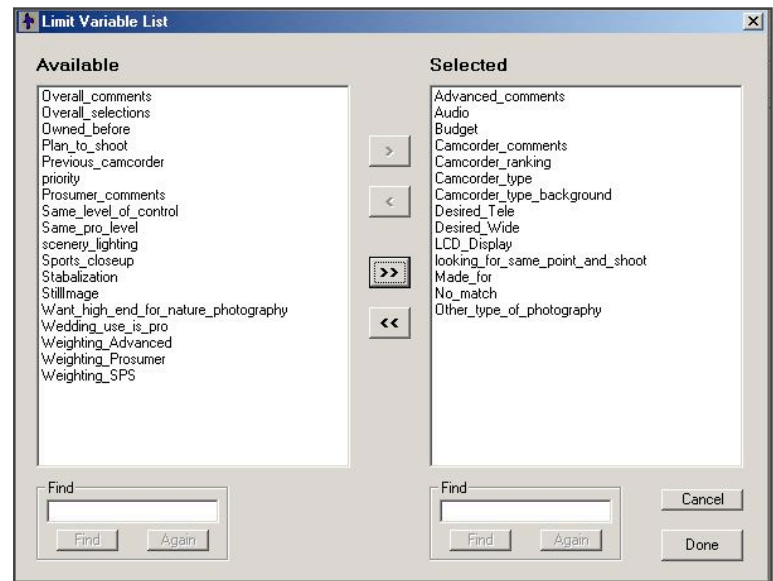 Limit Variable List
Available
Overall_comments
Overall_selections
Owned_before
Plan_to_shoot
Previous_camcorder
priority
Prosumer_comments
Same_level_of_control
Same_pro_level
scenery_lighting
Sports_closeup
Stabalization
StillImage
Want_high_end_for_nature_photography
Wedding_use_is_pro
Weighting_Advanced
Weighting_Prosumer
Weighting_SPS
>
<
>>
<<
Selected
Advanced_comments
Audio
Budget
Camcorder_comments
Camcorder_ranking
Camcorder_type
Camcorder_type_background
Desired_Tele
Desired_Wide
LCD_Display
looking_for_same_point_and_shoot
Made_for
No_match
Other_type_of_photography
Find
Find Again
Find
Find Again
Cancel
Done